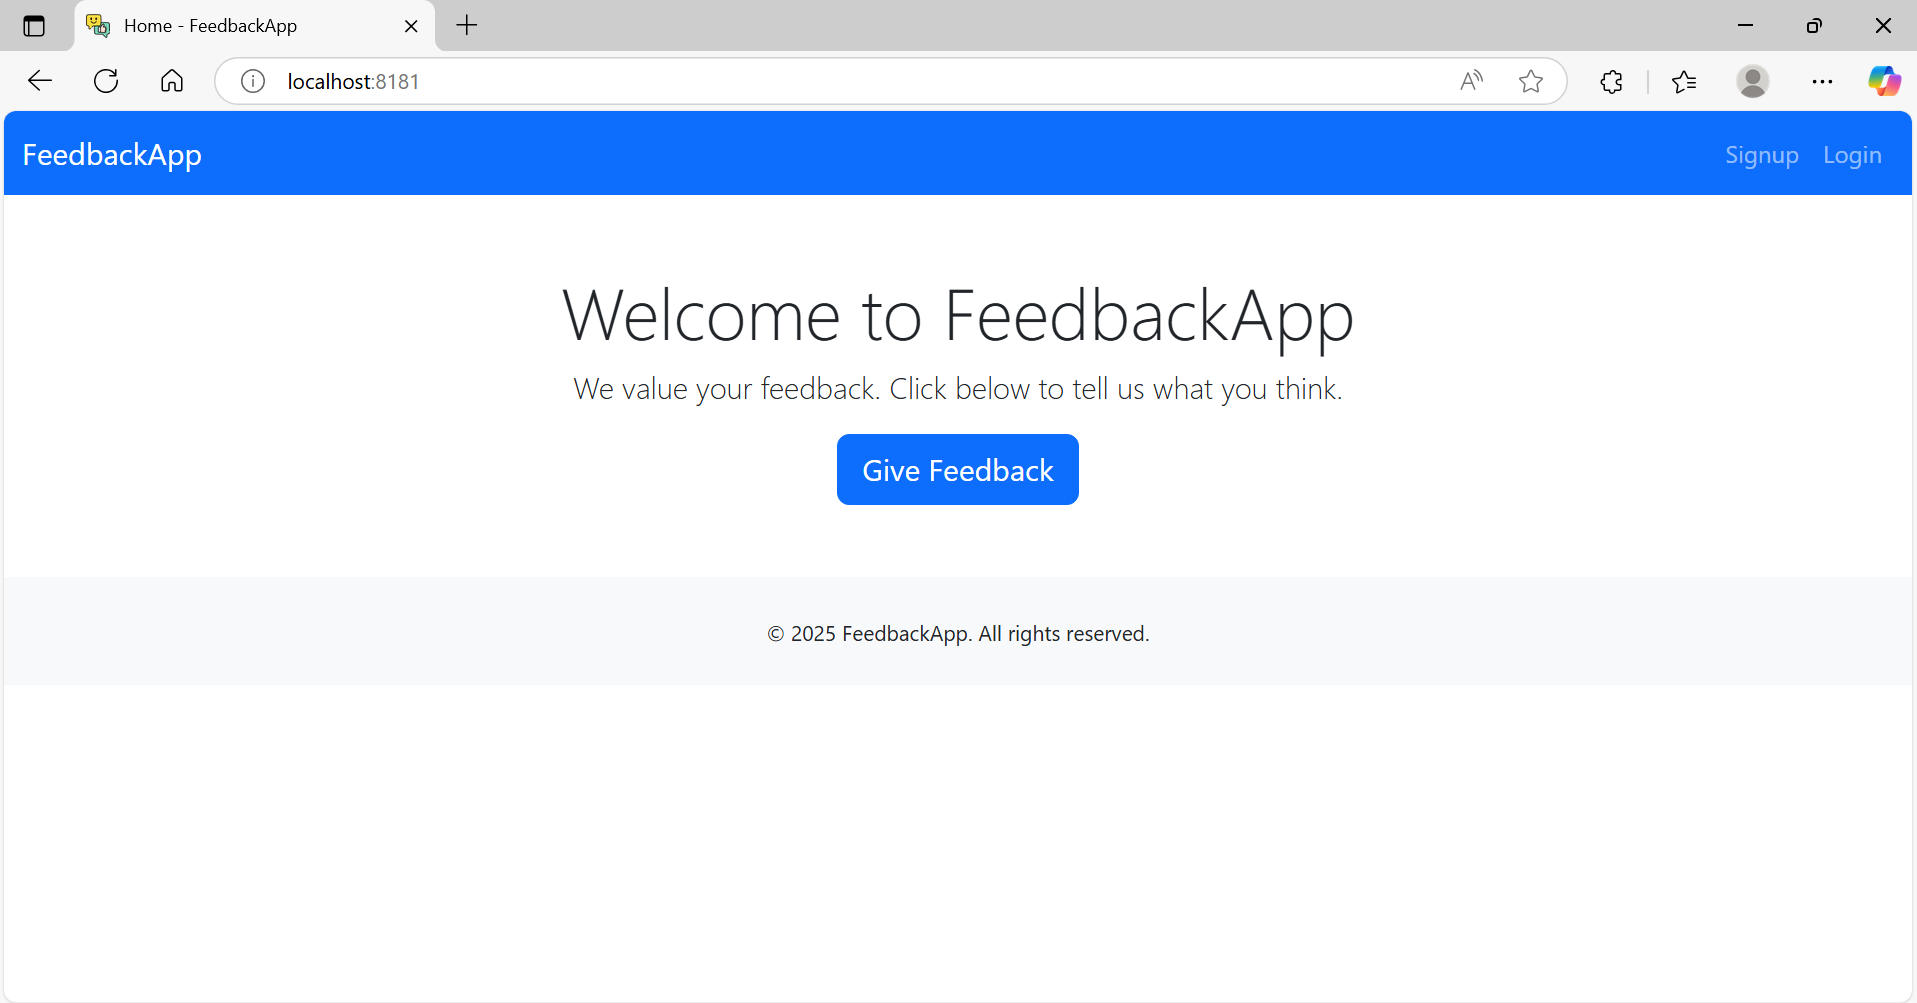 Home - FeedbackApp
localhost:8181
FeedbackApp
Signup Login
Welcome to FeedbackApp
We value your feedback. Click below to tell us what you think.
Give Feedback
© 2025 FeedbackApp. All rights reserved.